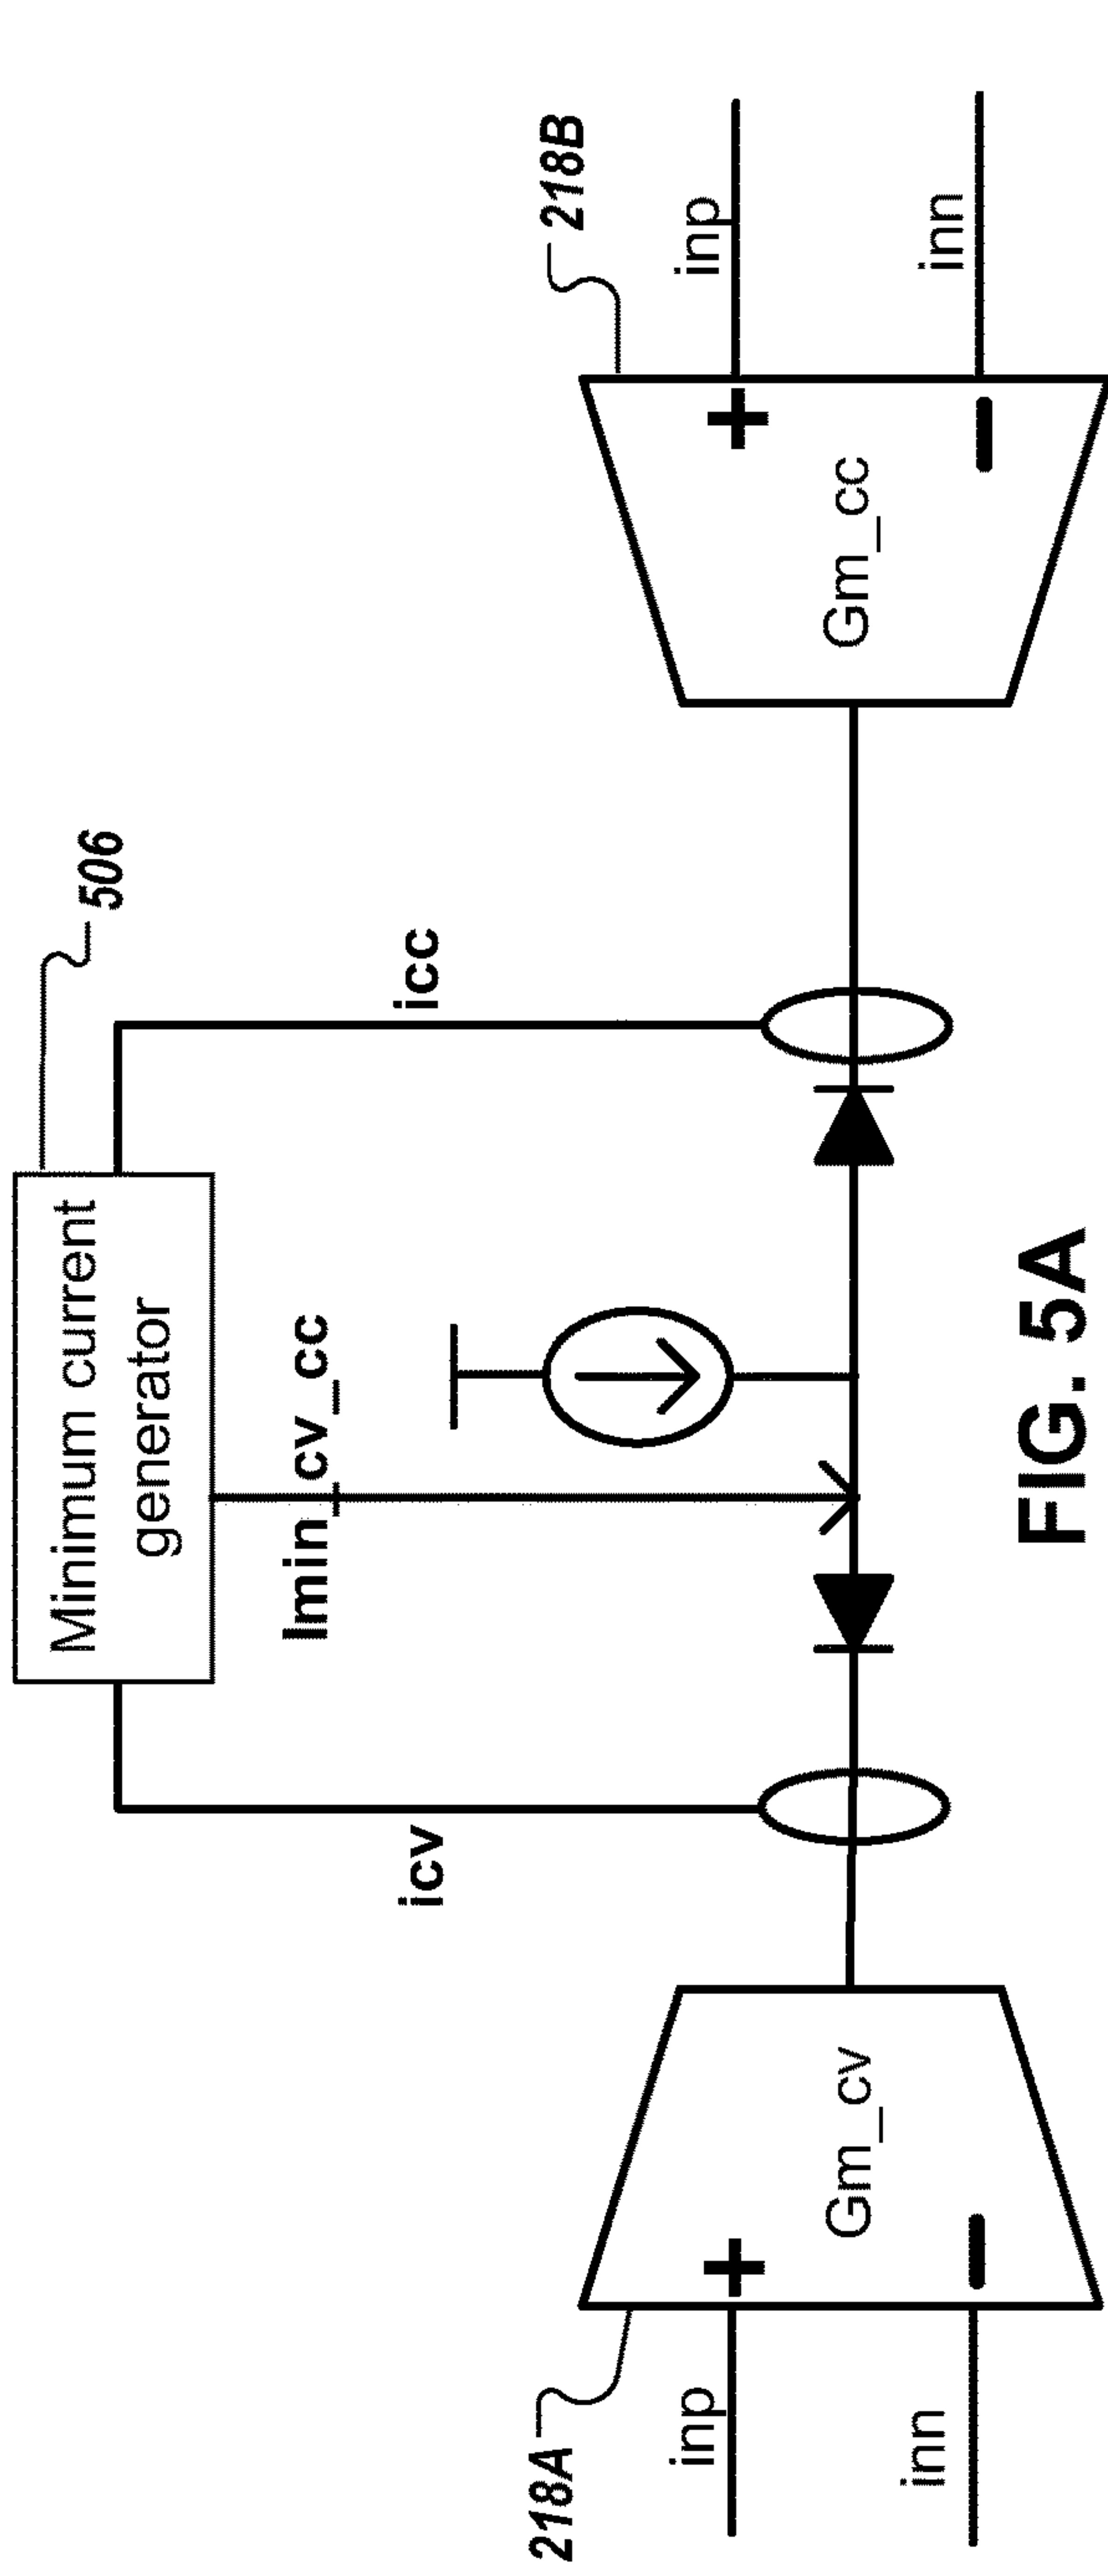 Minimum current
generator
506
icv
Imin_cv_cc
icc
218A
218B
inp
inn
Gm_cv
Gm_cc
inp
inn
+
−
+
−
FIG. 5A